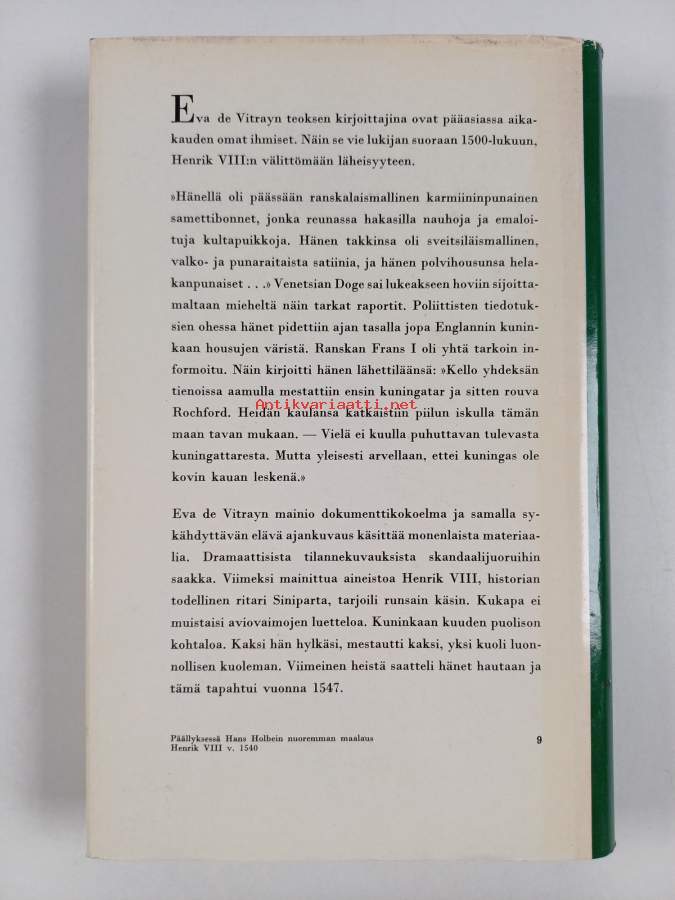 Eva de Vitrayn teoksen kirjoittajina ovat pääasiassa aika-
kauden omat ihmiset. Näin se vie lukijan suoraan 1500-lukuun,
Henrik VIII:n välittömään läheisyyteen.
»Hänellä oli päässään ranskalaismallinen karmiininpunainen
samettibonnet, jonka reunassa hakasilla nauhoja ja emaloi-
tuja kultapuikkoja. Hänen takkinsa oli sveitsiläismallinen,
valko- ja punaraitaista satiinia, ja hänen polvihousunsa hela-
kanpunaiset . . .» Venetsian Doge sai lukeakseen hoviin sijoitta-
maltaan mieheltä näin tarkat raportit. Poliittisten tiedotuk-
sien ohessa hänet pidettiin ajan tasalla jopa Englannin kunin-
kaan housujen väristä. Ranskan Frans I oli yhtä tarkoin in-
formoitu. Näin kirjoitti hänen lähettiläänsä: »Kello yhdeksän
tienoissa aamulla mestattiin ensin kuningatar ja sitten rouva
Antikvariaatti.net
Rochford. Heidän kaulansa katkaistiin piilun iskulla tämän
maan tavan mukaan. — Vielä ei kuulla puhuttavan tulevasta
kuningattaresta. Mutta yleisesti arvellaan, ettei kuningas ole
kovin kauan leskenä.»
Eva de Vitrayn mainio dokumenttikokoelma ja samalla sy-
kähdyttävän elävä ajankuvaus käsittää monenlaista materiaa-
lia. Dramaattisista tilannekuvauksista skandaalijuoruihin
saakka. Viimeksi mainittua aineistoa Henrik VIII, historian
todellinen ritari Siniparta, tarjoili runsain käsin. Kukapa ei
muistaisi aviovaimojen luetteloa. Kuninkaan kuuden puolison
kohtaloa. Kaksi hän hylkäsi, mestautti kaksi, yksi kuoli luon-
nollisen kuoleman. Viimeinen heistä saatteli hänet hautaan ja
tämä tapahtui vuonna 1547.
Päällyksessä Hans Holbein nuoremman maalaus
Henrik VIII v. 1540
9